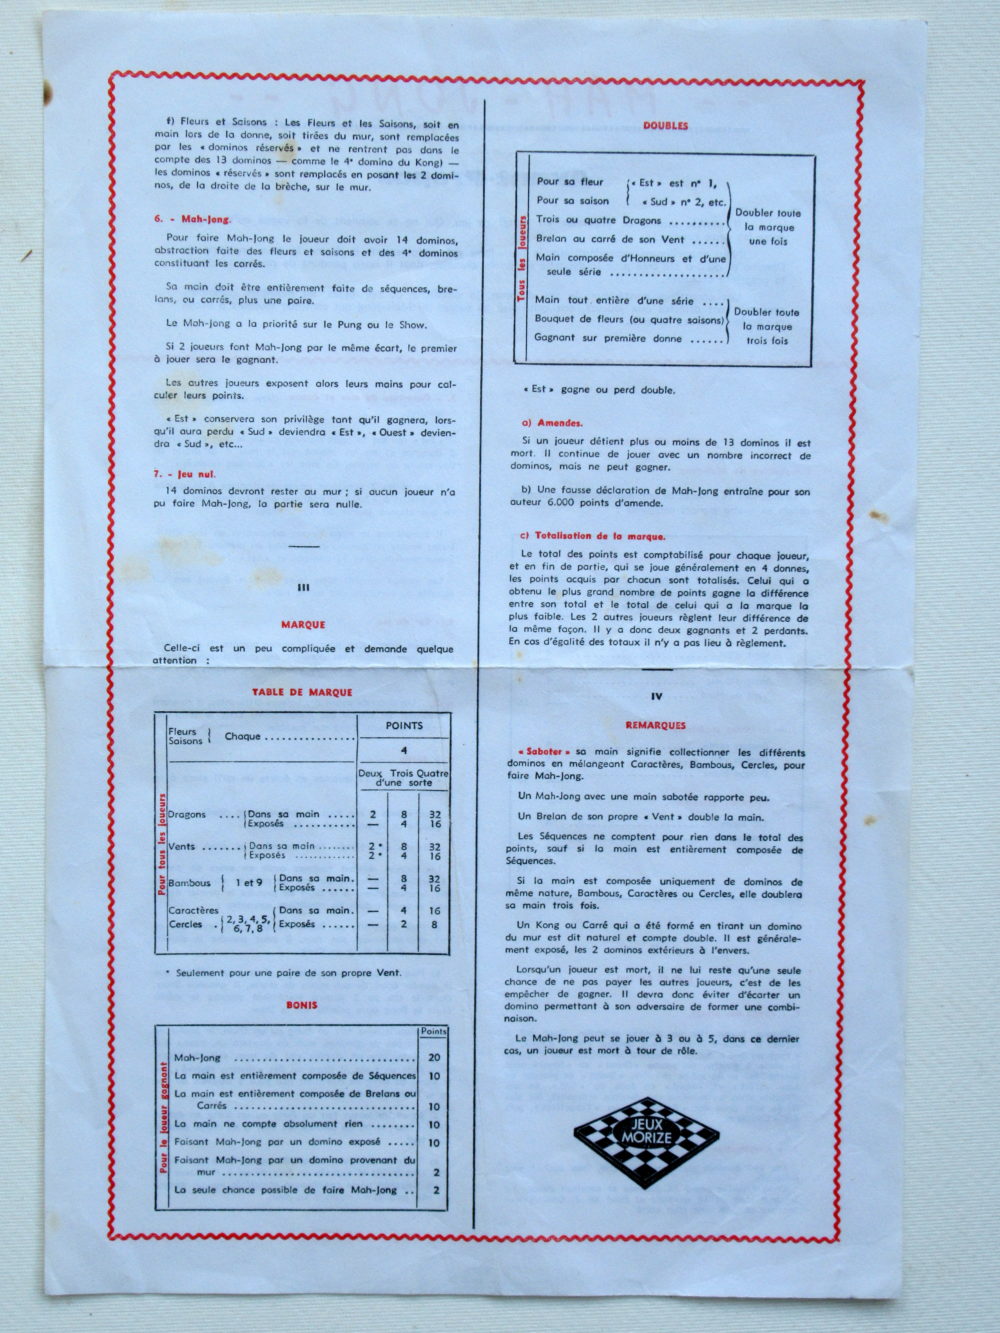 f) Fleurs et Saisons : Les Fleurs et les Saisons, soit en
main lors de la donne, soit tirées du mur, sont remplacées
par les « dominos réservés » et ne rentrent pas dans le
compte des 13 dominos — comme le 4ᵉ domino du Kong) —
les dominos « réservés » sont remplacés en posant les 2 domi-
nos, de la droite de la brèche, sur le mur.
6. - Mah-Jong.
Pour faire Mah-Jong le joueur doit avoir 14 dominos,
abstraction faite des fleurs et saisons et des 4ᵉ dominos
constituant les carrés.
Sa main doit être entièrement faite de séquences, bre-
lans, ou carrés, plus une paire.
Le Mah-Jong a la priorité sur le Pung ou le Show.
Si 2 joueurs font Mah-Jong par le même écart, le premier
à jouer sera le gagnant.
Les autres joueurs exposent alors leurs mains pour cal-
culer leurs points.
« Est » conservera son privilège tant qu'il gagnera, lors-
qu'il aura perdu « Sud » deviendra « Est », « Ouest » devien-
dra « Sud », etc...
7. - Jeu nul.
14 dominos devront rester au mur ; si aucun joueur n'a
pu faire Mah-Jong, la partie sera nulle.
III
MARQUE
Celle-ci est un peu compliquée et demande quelque
attention :
TABLE DE MARQUE
Pour tous les joueurs
POINTS
Fleurs
Saisons } Chaque ................ 4
Deux Trois Quatre
d'une sorte
Dragons .... { Dans sa main ..... 2 8 32
{ Exposés ........... — 4 16
Vents ....... { Dans sa main ....... 2 * 8 32
{ Exposés ............ 2 * 4 16
Bambous { 1 et 9 { Dans sa main. — 8 32
{ Exposés ...... — 4 16
Caractères { 2, 3, 4, 5, { Dans sa main. — 4 16
Cercles . { 6, 7, 8 { Exposés ...... — 2 8
* Seulement pour une paire de son propre Vent.
BONIS
Pour le joueur gagnant
Points
Mah-Jong ................................ 20
La main est entièrement composée de Séquences 10
La main est entièrement composée de Brelans ou
Carrés ................................ 10
La main ne compte absolument rien ........ 10
Faisant Mah-Jong par un domino exposé ..... 10
Faisant Mah-Jong par un domino provenant du
mur .................................. 2
La seule chance possible de faire Mah-Jong .. 2
DOUBLES
Tous les joueurs
Pour sa fleur { « Est » est n° 1,
Pour sa saison { « Sud » n° 2, etc.
Trois ou quatre Dragons ..........
Brelan au carré de son Vent ......
Main composée d'Honneurs et d'une
seule série .....................
Doubler toute
la marque
une fois
Main tout entière d'une série ....
Bouquet de fleurs (ou quatre saisons)
Gagnant sur première donne ......
Doubler toute
la marque
trois fois
« Est » gagne ou perd double.
a) Amendes.
Si un joueur détient plus ou moins de 13 dominos il est
mort. Il continue de jouer avec un nombre incorrect de
dominos, mais ne peut gagner.
b) Une fausse déclaration de Mah-Jong entraîne pour son
auteur 6.000 points d'amende.
c) Totalisation de la marque.
Le total des points est comptabilisé pour chaque joueur,
et en fin de partie, qui se joue généralement en 4 donnes,
les points acquis par chacun sont totalisés. Celui qui a
obtenu le plus grand nombre de points gagne la différence
entre son total et le total de celui qui a la marque la
plus faible. Les 2 autres joueurs règlent leur différence de
la même façon. Il y a donc deux gagnants et 2 perdants.
En cas d'égalité des totaux il n'y a pas lieu à règlement.
IV
REMARQUES
« Saboter » sa main signifie collectionner les différents
dominos en mélangeant Caractères, Bambous, Cercles, pour
faire Mah-Jong.
Un Mah-Jong avec une main sabotée rapporte peu.
Un Brelan de son propre « Vent » double la main.
Les Séquences ne comptent pour rien dans le total des
points, sauf si la main est entièrement composée de
Séquences.
Si la main est composée uniquement de dominos de
même nature, Bambous, Caractères ou Cercles, elle doublera
sa main trois fois.
Un Kong ou Carré qui a été formé en tirant un domino
du mur est dit naturel et compte double. Il est générale-
ment exposé, les 2 dominos extérieurs à l'envers.
Lorsqu'un joueur est mort, il ne lui reste qu'une seule
chance de ne pas payer les autres joueurs, c'est de les
empêcher de gagner. Il devra donc éviter d'écarter un
domino permettant à son adversaire de former une combi-
naison.
Le Mah-Jong peut se jouer à 3 ou à 5, dans ce dernier
cas, un joueur est mort à tour de rôle.
JEUX
MORIZE